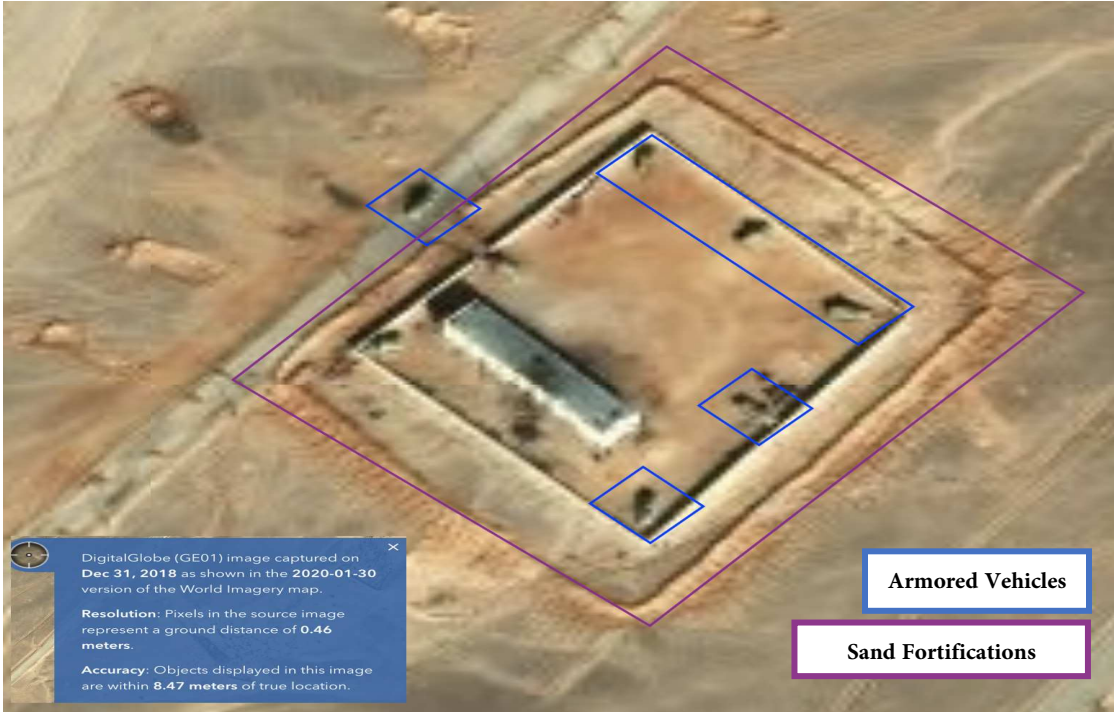 DigitalGlobe (GE01) image captured on
Dec 31, 2018 as shown in the 2020-01-30
version of the World Imagery map.
Resolution: Pixels in the source image
represent a ground distance of 0.46
meters.
Accuracy: Objects displayed in this image
are within 8.47 meters of true location.
Armored Vehicles
Sand Fortifications